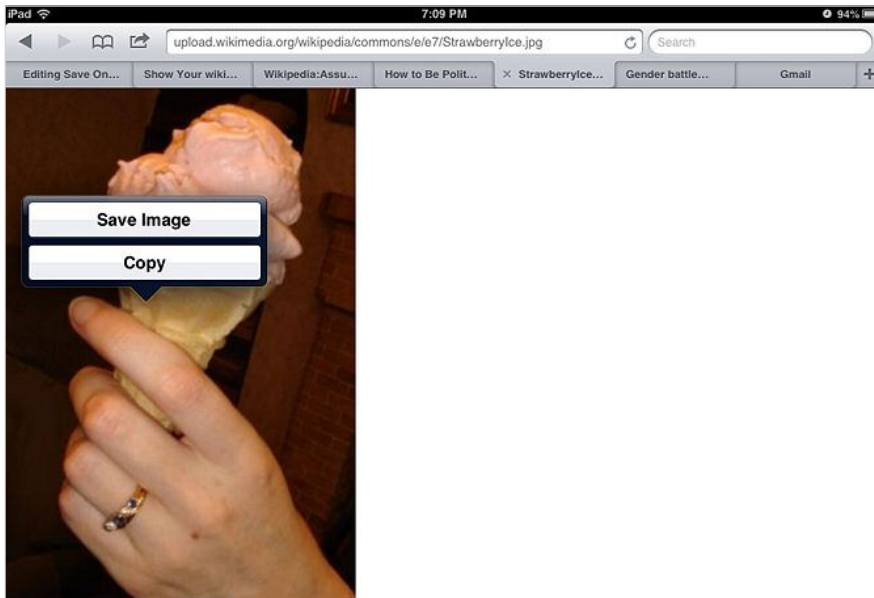 iPad 7:09 PM 94%
upload.wikimedia.org/wikipedia/commons/e/e7/StrawberryIce.jpg Search
Editing Save On... Show Your wiki... Wikipedia:Assu... How to Be Polit... StrawberryIce... Gender battle... Gmail
Save Image
Copy